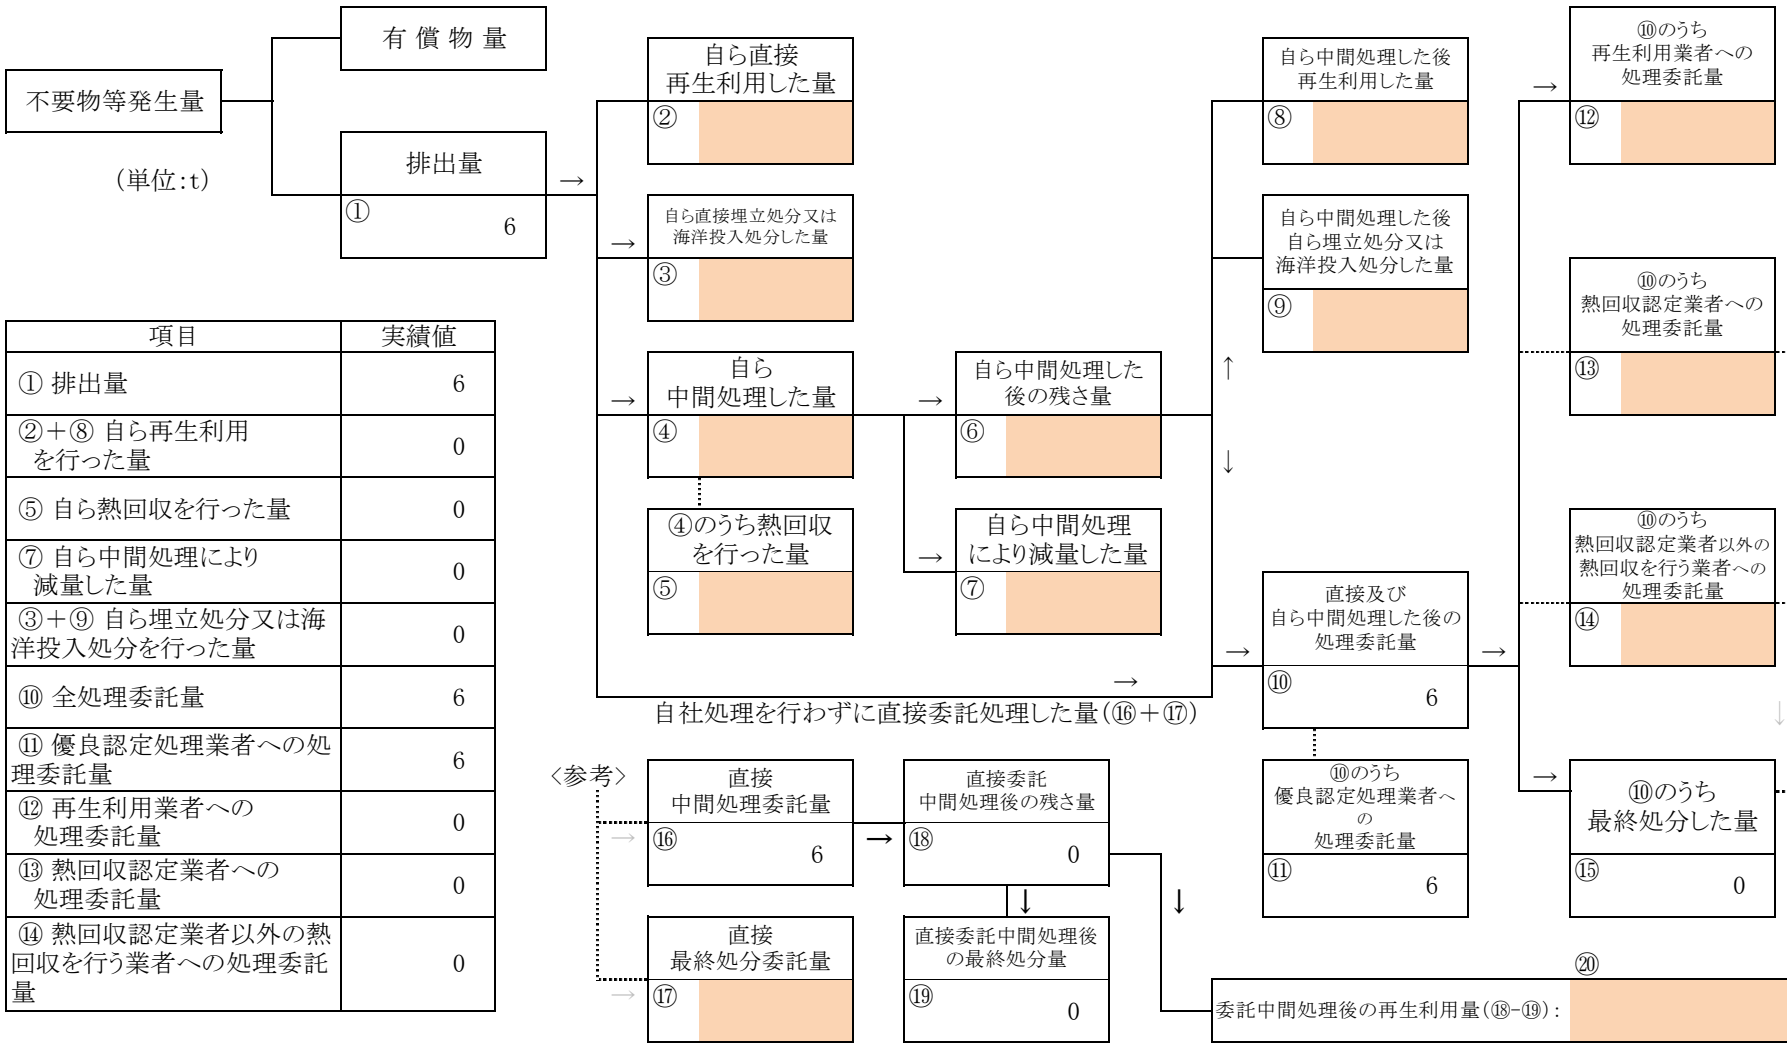 有 償 物 量
不要物等発生量
(単位:t)
排出量
→
①
6
自ら直接
再生利用した量
②
自ら直接埋立処分又は
海洋投入処分した量
→
③
自ら
中間処理した量
→
④
④のうち熱回収
を行った量
⑤
自ら中間処理した
後の残さ量
→
⑥
自ら中間処理
により減量した量
→
⑦
自ら中間処理した後
再生利用した量
⑧
自ら中間処理した後
自ら埋立処分又は
海洋投入処分した量
⑨
↑
↓
直接及び
自ら中間処理した後の
処理委託量
→
→
⑩
6
→
自社処理を行わずに直接委託処理した量(⑯+⑰)
⑩のうち
優良認定処理業者へ
の
処理委託量
⑪
6
⑩のうち
再生利用業者への
処理委託量
→
⑫
⑩のうち
熱回収認定業者への
処理委託量
⑬
⑩のうち
熱回収認定業者以外の
熱回収を行う業者への
処理委託量
⑭
↓
⑩のうち
最終処分した量
→
⑮
0
項目 実績値
① 排出量 6
②+⑧ 自ら再生利用
を行った量 0
⑤ 自ら熱回収を行った量 0
⑦ 自ら中間処理により
減量した量 0
③+⑨ 自ら埋立処分又は海
洋投入処分を行った量 0
⑩ 全処理委託量 6
⑪ 優良認定処理業者への処
理委託量 6
⑫ 再生利用業者への
処理委託量 0
⑬ 熱回収認定業者への
処理委託量 0
⑭ 熱回収認定業者以外の熱
回収を行う業者への処理委託
量 0
<参考>
直接
中間処理委託量
→
⑯
6
→
直接委託
中間処理後の残さ量
⑱
0
↓
↓
直接
最終処分委託量
→
⑰
直接委託中間処理後
の最終処分量
⑲
0
⑳
委託中間処理後の再生利用量(⑱-⑲):